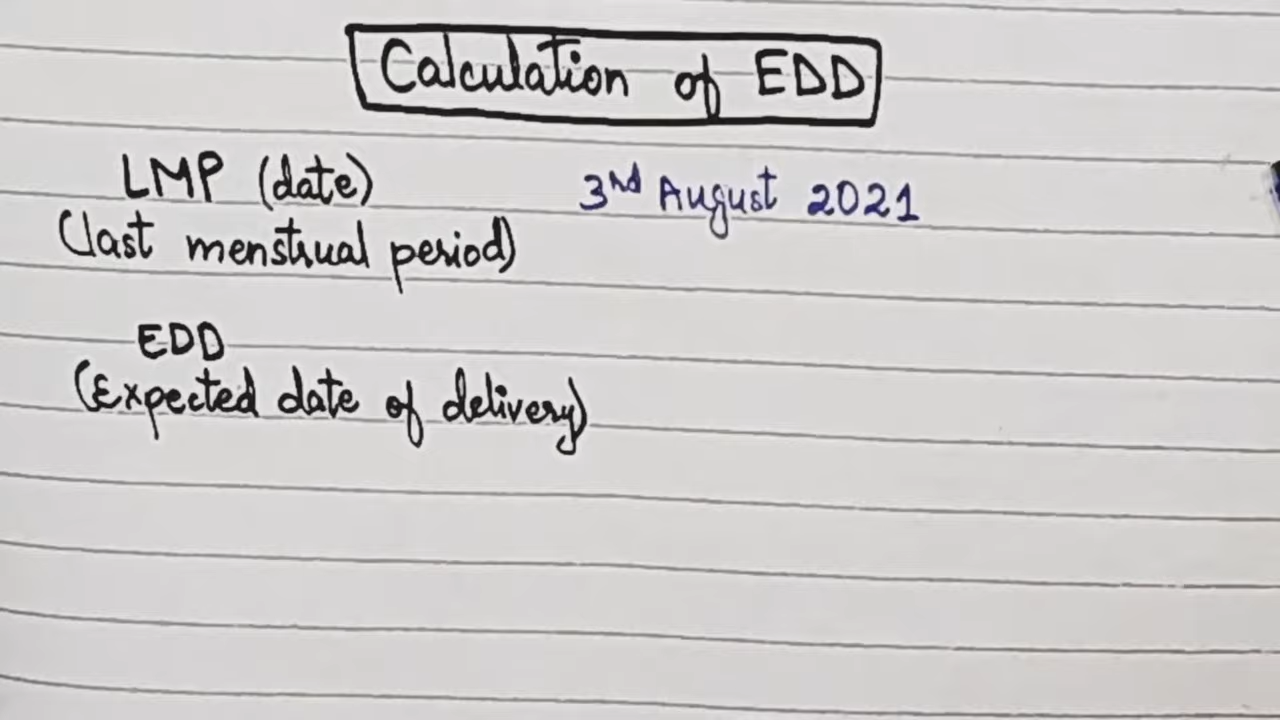 Calculation of EDD
LMP (date) 3rd August 2021
(last menstrual period)
EDD
(Expected date of delivery)